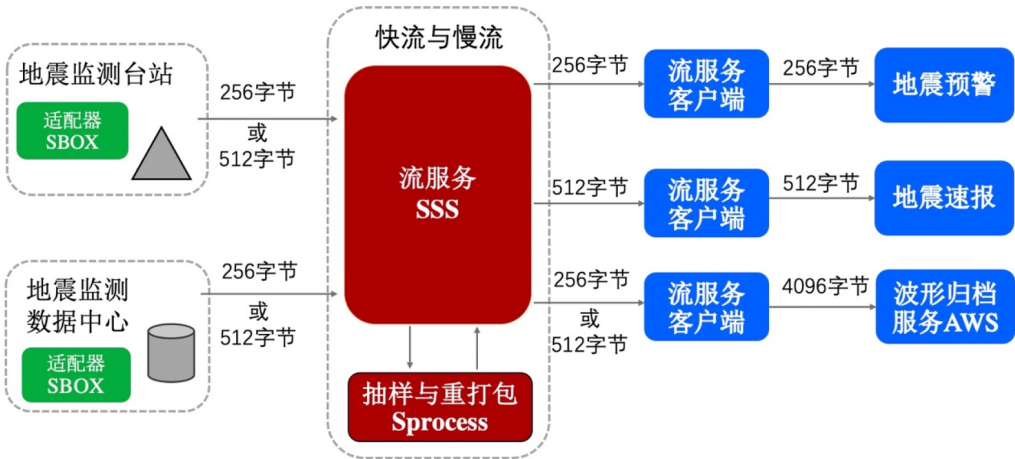 地震监测台站
适配器
SBOX
256字节
或
512字节
地震监测
数据中心
适配器
SBOX
256字节
或
512字节
快流与慢流
流服务
SSS
抽样与重打包
Sprocess
256字节
流服务
客户端
256字节
地震预警
512字节
流服务
客户端
512字节
地震速报
256字节
或
512字节
流服务
客户端
4096字节
波形归档
服务AWS